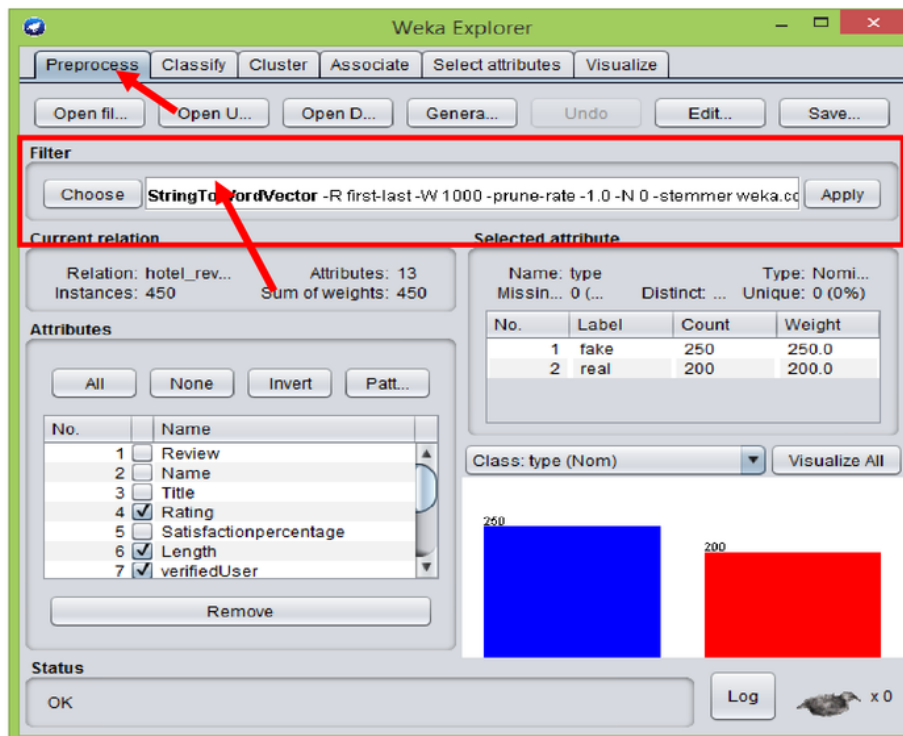 Weka Explorer
Preprocess Classify Cluster Associate Select attributes Visualize
Open fil... Open U... Open D... Genera... Undo Edit... Save...
Filter
Choose StringToWordVector -R first-last -W 1000 -prune-rate -1.0 -N 0 -stemmer weka.co Apply
Current relation
Relation: hotel_rev... Attributes: 13
Instances: 450 Sum of weights: 450
Attributes
All None Invert Patt...
No. Name
1 Review
2 Name
3 Title
4 Rating
5 Satisfactionpercentage
6 Length
7 verifiedUser
Remove
Selected attribute
Name: type Type: Nomi...
Missin... 0 (... Distinct: ... Unique: 0 (0%)
No. Label Count Weight
1 fake 250 250.0
2 real 200 200.0
Class: type (Nom) Visualize All
250
200
Status
OK
Log x 0